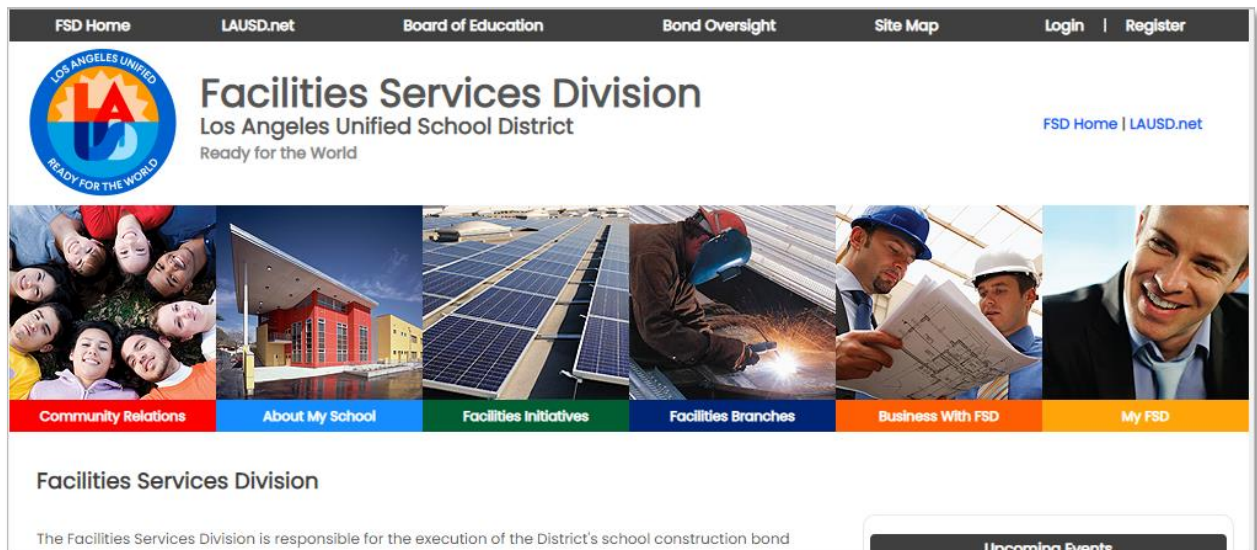 FSD Home LAUSD.net Board of Education Bond Oversight Site Map Login | Register
LOS ANGELES UNIFIED
LAUSD
READY FOR THE WORLD
Facilities Services Division
Los Angeles Unified School District
Ready for the World
FSD Home | LAUSD.net
Community Relations About My School Facilities Initiatives Facilities Branches Business With FSD My FSD
Facilities Services Division
The Facilities Services Division is responsible for the execution of the District's school construction bond
Upcoming Events